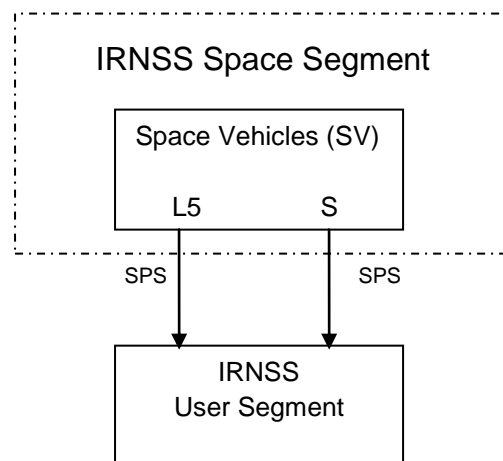 IRNSS Space Segment
Space Vehicles (SV)
L5 S
SPS SPS
IRNSS
User Segment